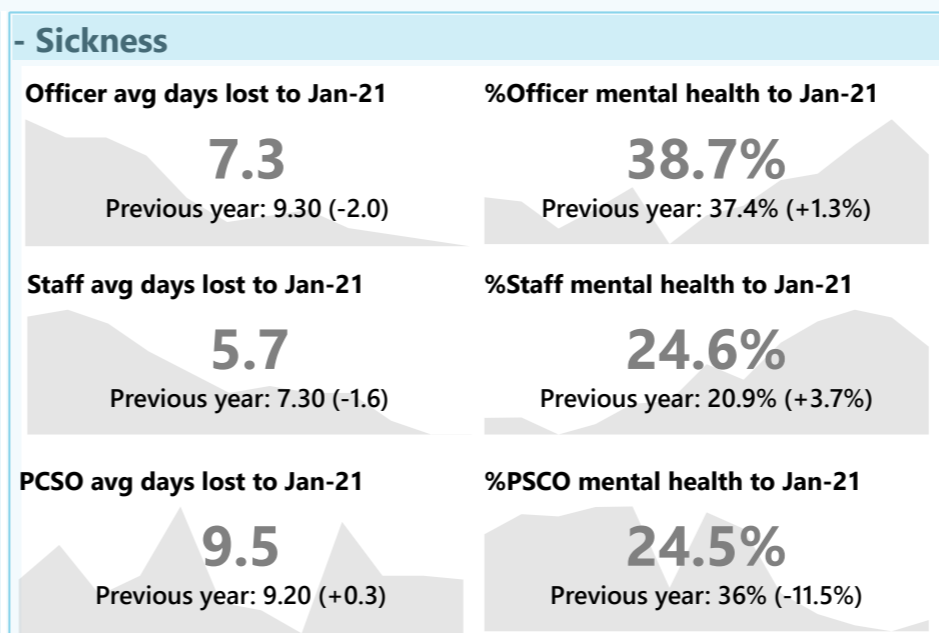 - Sickness
Officer avg days lost to Jan-21
7.3
Previous year: 9.30 (-2.0)
%Officer mental health to Jan-21
38.7%
Previous year: 37.4% (+1.3%)
Staff avg days lost to Jan-21
5.7
Previous year: 7.30 (-1.6)
%Staff mental health to Jan-21
24.6%
Previous year: 20.9% (+3.7%)
PCSO avg days lost to Jan-21
9.5
Previous year: 9.20 (+0.3)
%PSCO mental health to Jan-21
24.5%
Previous year: 36% (-11.5%)